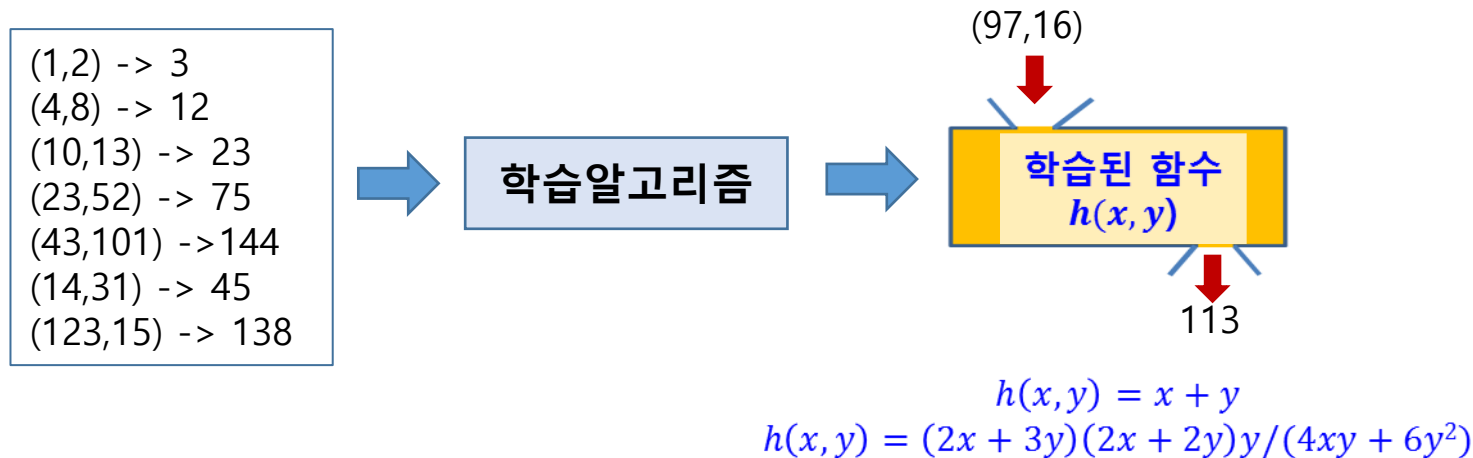 (1,2) -> 3
(4,8) -> 12
(10,13) -> 23
(23,52) -> 75
(43,101) ->144
(14,31) -> 45
(123,15) -> 138
학습알고리즘
(97,16)
학습된 함수
h(x, y)
113
h(x, y) = x + y
h(x, y) = (2x + 3y)(2x + 2y)y/(4xy + 6y²)